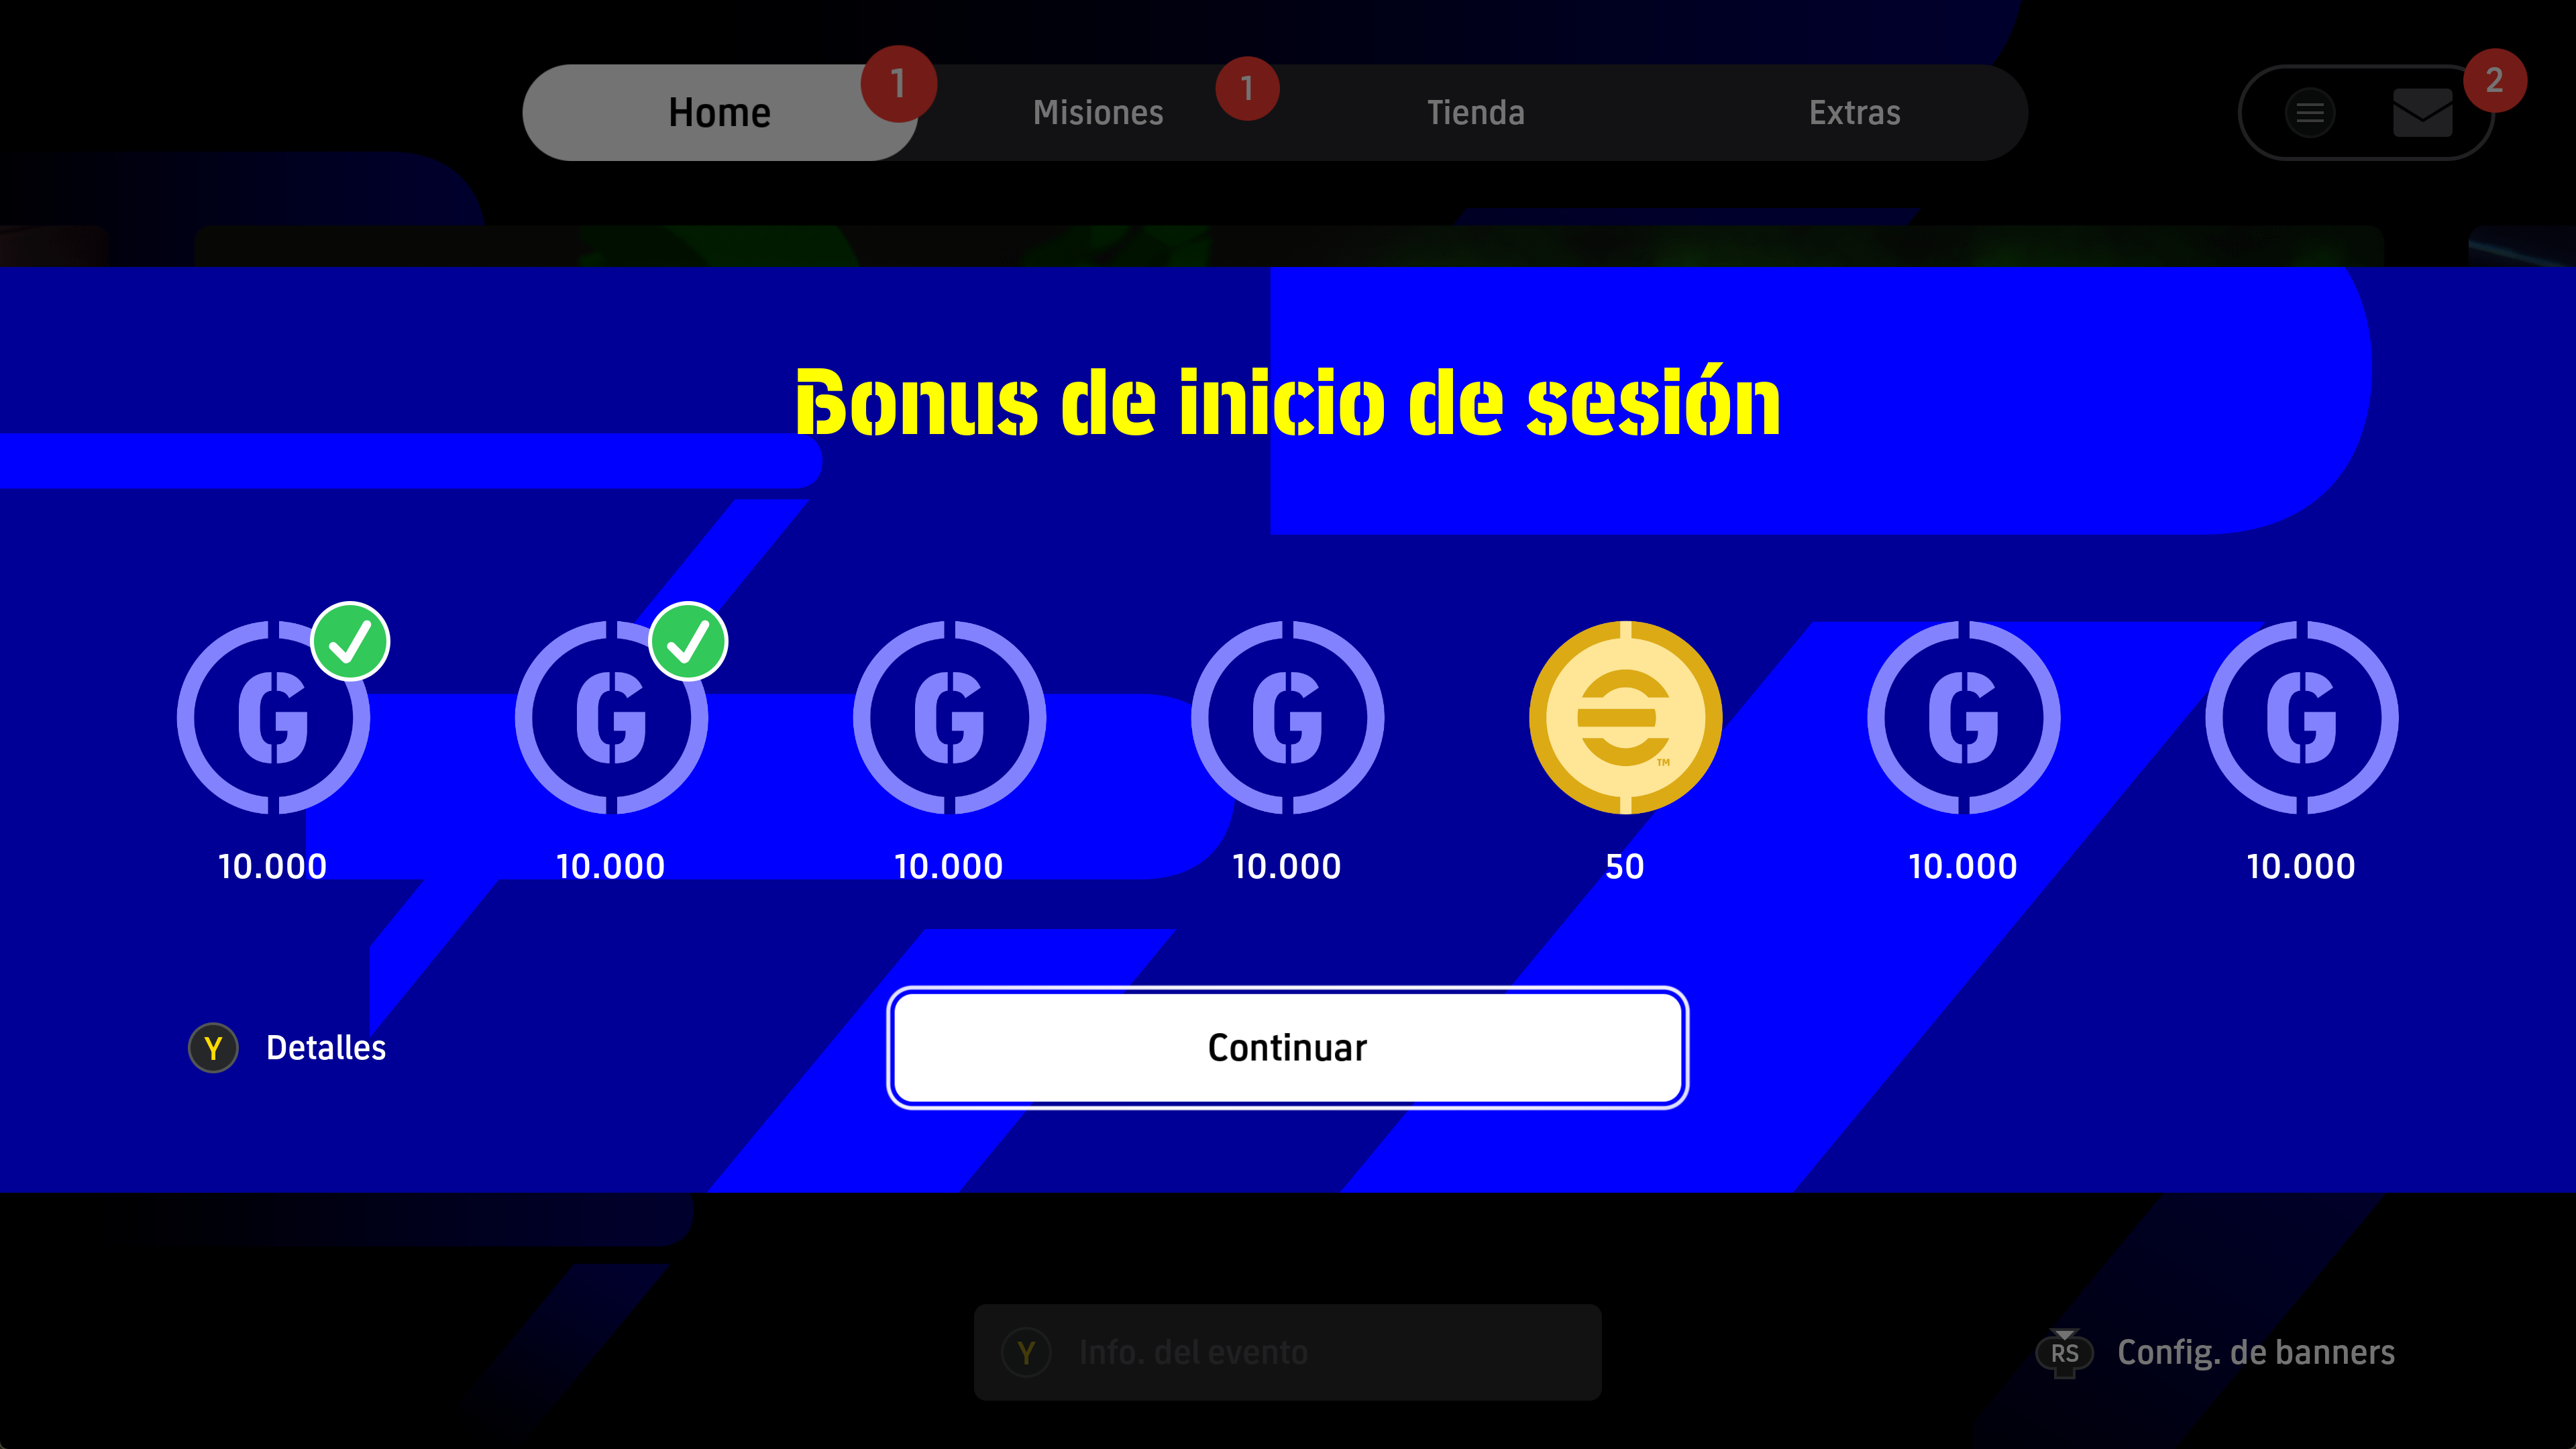 Home
1
Misiones
1
Tienda
Extras
2
Bonus de inicio de sesión
G
G
G
G
TM
G
G
10.000
10.000
10.000
10.000
50
10.000
10.000
Y Detalles
Continuar
Y Info. del evento
RS Config. de banners